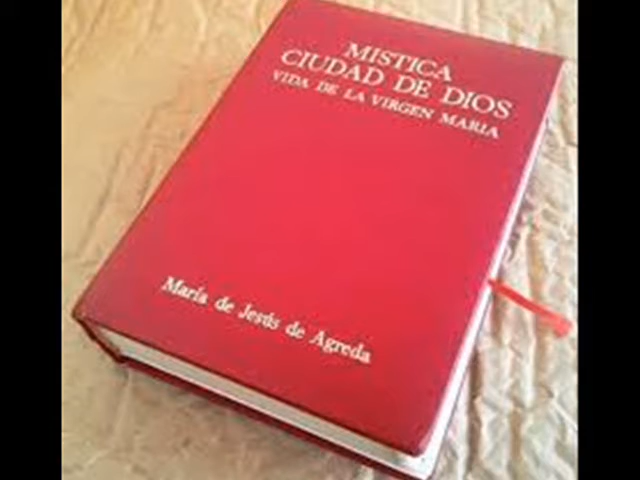 MISTICA
CIUDAD DE DIOS
VIDA DE LA VIRGEN MARIA
María de Jesús de Agreda